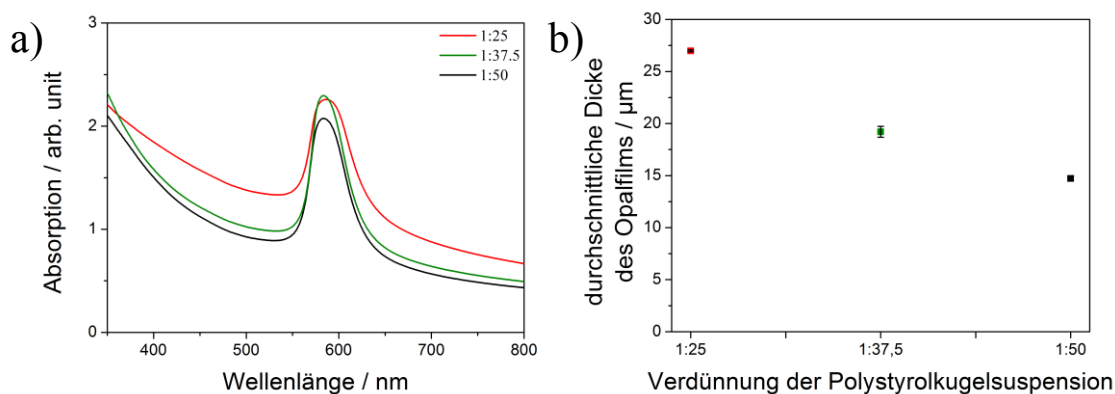 a)
3
2
1
0
Absorption / arb. unit
1:25
1:37.5
1:50
400 500 600 700 800
Wellenlänge / nm
b)
30
25
20
15
10
5
0
durchschnittliche Dicke
des Opalfilms / µm
1:25 1:37,5 1:50
Verdünnung der Polystyrolkugelsuspension